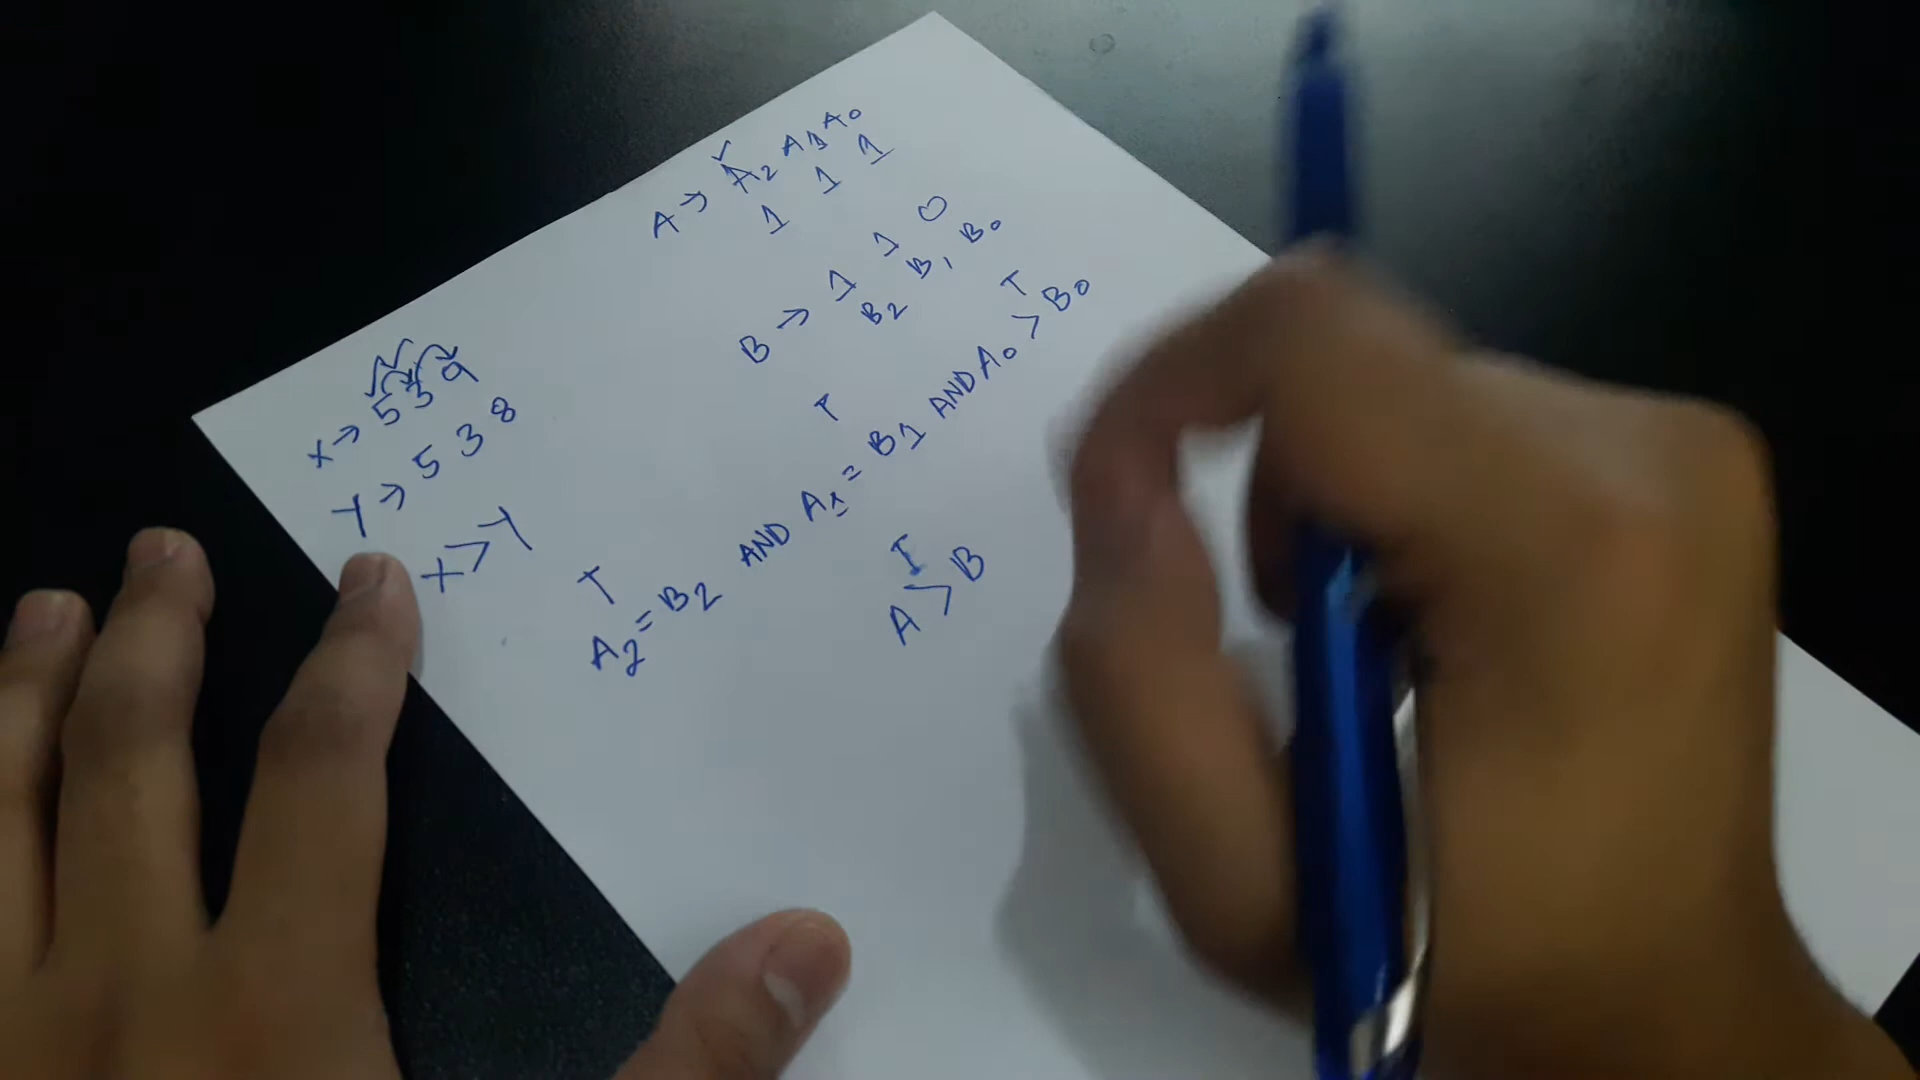 A2 A1 A0
A → 1 1 1
B → 1 1 0
B2 B1 B0
X → 5 3 9
Y → 5 3 8
X > Y
T T T
A2 = B2 AND A1 = B1 AND A0 > B0
T
A > B